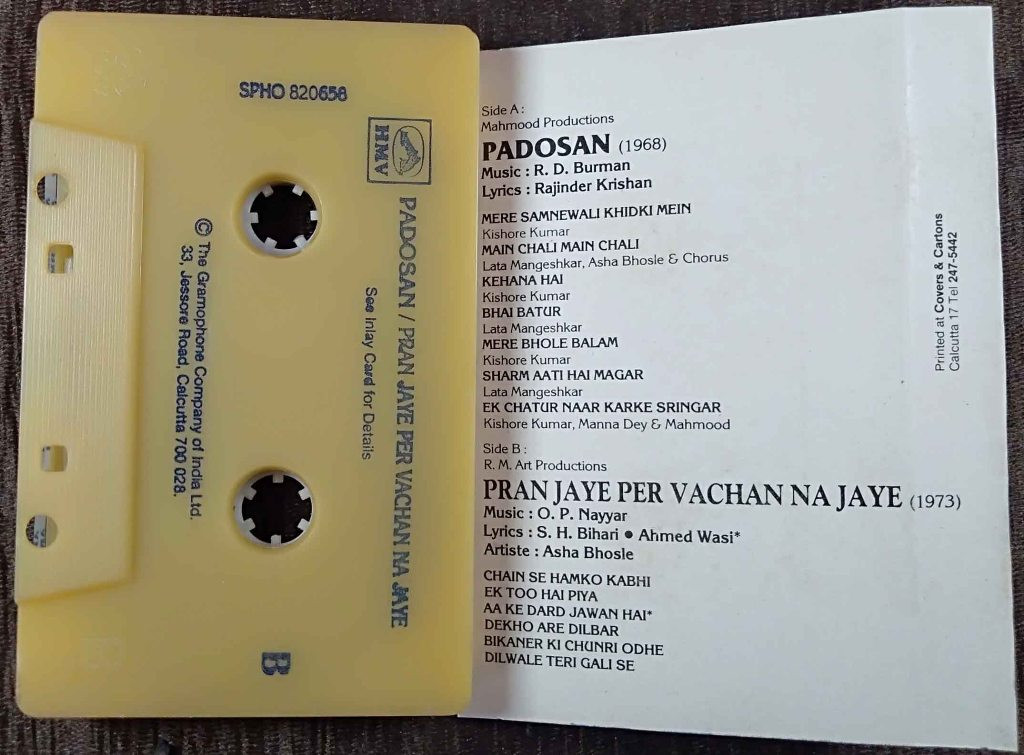 SPHO 820658
HMV
PADOSAN / PRAN JAYE PER VACHAN NA JAYE
See Inlay Card for Details
© The Gramophone Company of India Ltd.
33, Jessore Road, Calcutta 700 028.
B
Side A :
Mahmood Productions
PADOSAN (1968)
Music : R. D. Burman
Lyrics : Rajinder Krishan
MERE SAMNEWALI KHIDKI MEIN
Kishore Kumar
MAIN CHALI MAIN CHALI
Lata Mangeshkar, Asha Bhosle & Chorus
KEHANA HAI
Kishore Kumar
BHAI BATUR
Lata Mangeshkar
MERE BHOLE BALAM
Kishore Kumar
SHARM AATI HAI MAGAR
Lata Mangeshkar
EK CHATUR NAAR KARKE SRINGAR
Kishore Kumar, Manna Dey & Mahmood
Side B :
R. M. Art Productions
PRAN JAYE PER VACHAN NA JAYE (1973)
Music : O. P. Nayyar
Lyrics : S. H. Bihari ● Ahmed Wasi*
Artiste : Asha Bhosle
CHAIN SE HAMKO KABHI
EK TOO HAI PIYA
AA KE DARD JAWAN HAI*
DEKHO ARE DILBAR
BIKANER KI CHUNRI ODHE
DILWALE TERI GALI SE
Printed at Covers & Cartons
Calcutta 17 Tel 247-5442